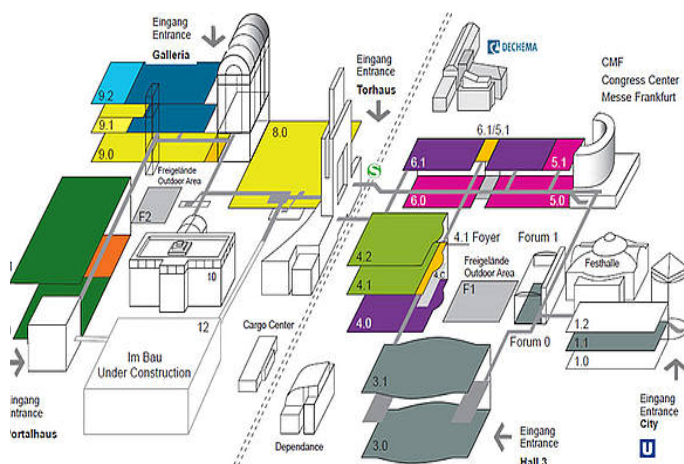 Eingang
Entrance
Galleria
Eingang
Entrance
Torhaus
DECHEMA
CMF
Congress Center
Messe Frankfurt
9.2
9.1
9.0
8.0
6.1/5.1
6.1
5.1
S
6.0
5.0
Freigelände
Outdoor Area
F2
4.2
4.1
4.0
4.1 Foyer
4.C
Freigelände
Outdoor Area
F1
Forum 1
Forum 0
Festhalle
10
12
Im Bau
Under Construction
Cargo Center
Dependance
1.2
1.1
1.0
3.1
3.0
Eingang
Entrance
Hall 3
Eingang
Entrance
City
U
Eingang
Entrance
Portalhaus